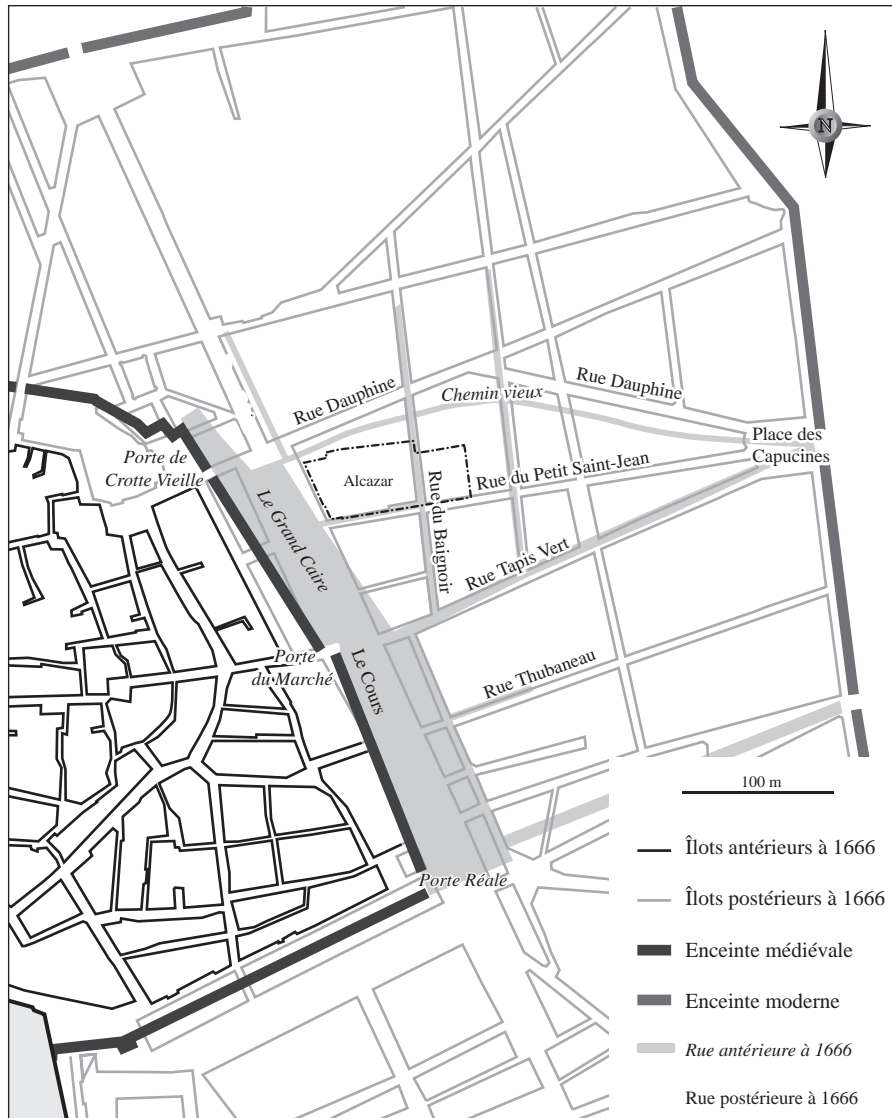 N
Rue Dauphine
Chemin vieux
Rue Dauphine
Place des
Capucines
Porte de
Crotte Vieille
Alcazar
Rue du Petit Saint-Jean
Rue du Baignoir
Le Grand Caire
Rue Tapis Vert
Porte
du Marché
Le Cours
Rue Thubaneau
100 m
Îlots antérieurs à 1666
Porte Réale
Îlots postérieurs à 1666
Enceinte médiévale
Enceinte moderne
Rue antérieure à 1666
Rue postérieure à 1666